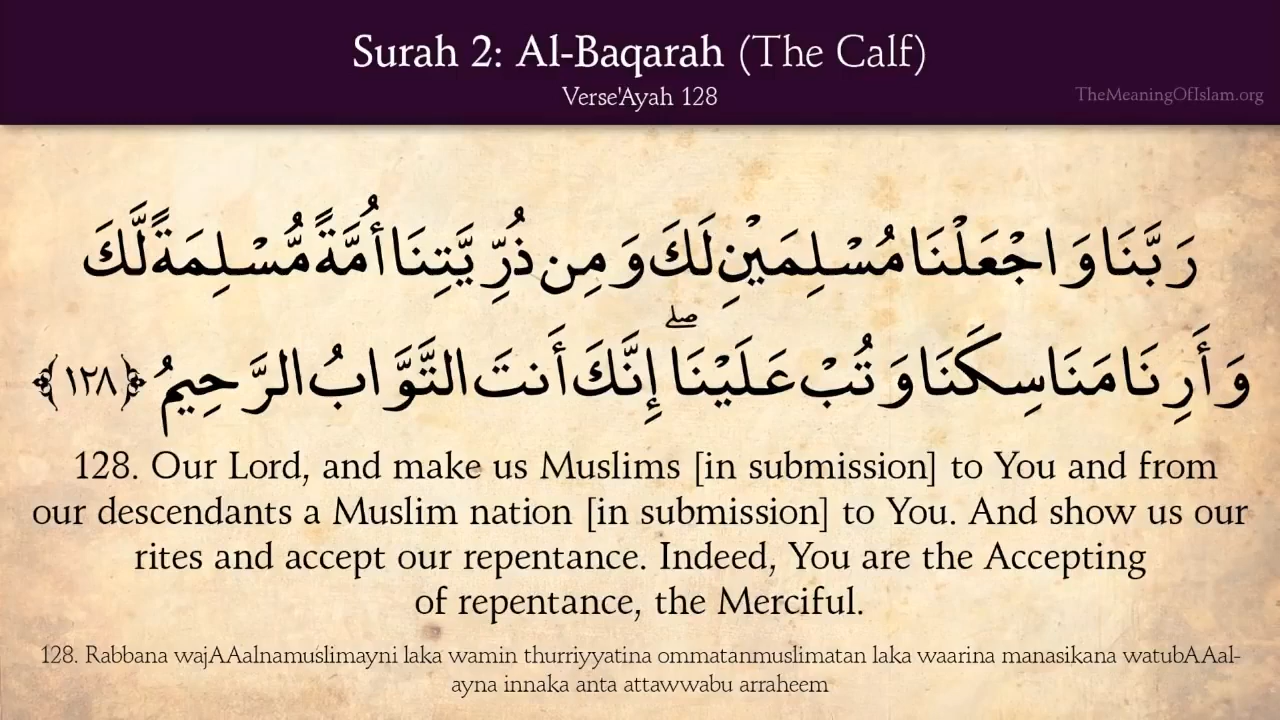 Surah 2: Al-Baqarah (The Calf)
Verse'Ayah 128
TheMeaningOfIslam.org
رَبَّنَا وَاجْعَلْنَا مُسْلِمَيْنِ لَكَ وَمِن ذُرِّيَّتِنَا أُمَّةً مُّسْلِمَةً لَّكَ
وَأَرِنَا مَنَاسِكَنَا وَتُبْ عَلَيْنَا ۖ إِنَّكَ أَنتَ التَّوَّابُ الرَّحِيمُ ﴿١٢٨﴾
128. Our Lord, and make us Muslims [in submission] to You and from
our descendants a Muslim nation [in submission] to You. And show us our
rites and accept our repentance. Indeed, You are the Accepting
of repentance, the Merciful.
128. Rabbana wajAAalnamuslimayni laka wamin thurriyyatina ommatanmuslimatan laka waarina manasikana watubAAal-
ayna innaka anta attawwabu arraheem